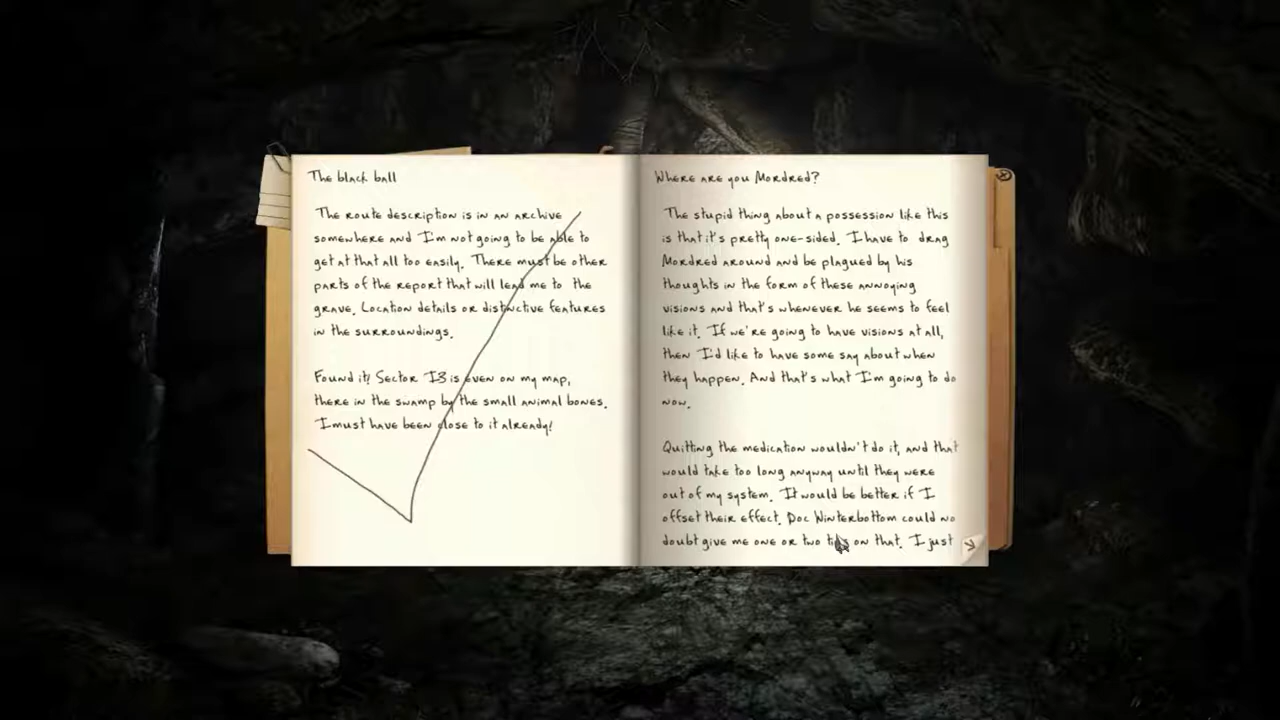 The black ball
The route description is in an archive
somewhere and I'm not going to be able to
get at that all too easily. There must be other
parts of the report that will lead me to the
grave. Location details or distinctive features
in the surroundings.
Found it! Sector I8 is even on my map,
there in the swamp by the small animal bones.
I must have been close to it already!
Where are you Mordred?
The stupid thing about a possession like this
is that it's pretty one-sided. I have to drag
Mordred around and be plagued by his
thoughts in the form of these annoying
visions and that's whenever he seems to feel
like it. If we're going to have visions at all,
then I'd like to have some say about when
they happen. And that's what I'm going to do
now.
Quitting the medication wouldn't do it, and that
would take too long anyway until they were
out of my system. It would be better if I
offset their effect. Doc Winterbottom could no
doubt give me one or two tips on that. I just